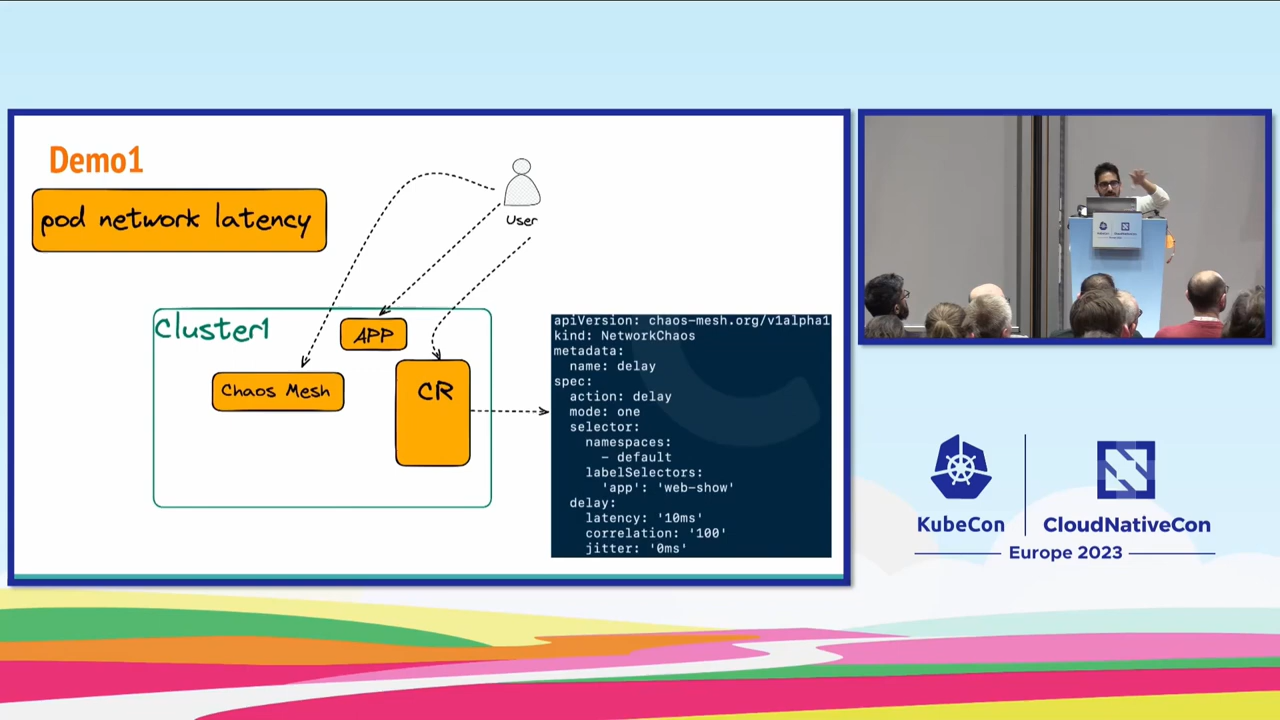 Demo1
pod network latency
User
Cluster1
APP
Chaos Mesh
CR
apiVersion: chaos-mesh.org/v1alpha1
kind: NetworkChaos
metadata:
  name: delay
spec:
  action: delay
  mode: one
  selector:
    namespaces:
      - default
    labelSelectors:
      'app': 'web-show'
  delay:
    latency: '10ms'
    correlation: '100'
    jitter: '0ms'
KubeCon
CloudNativeCon
Europe 2023